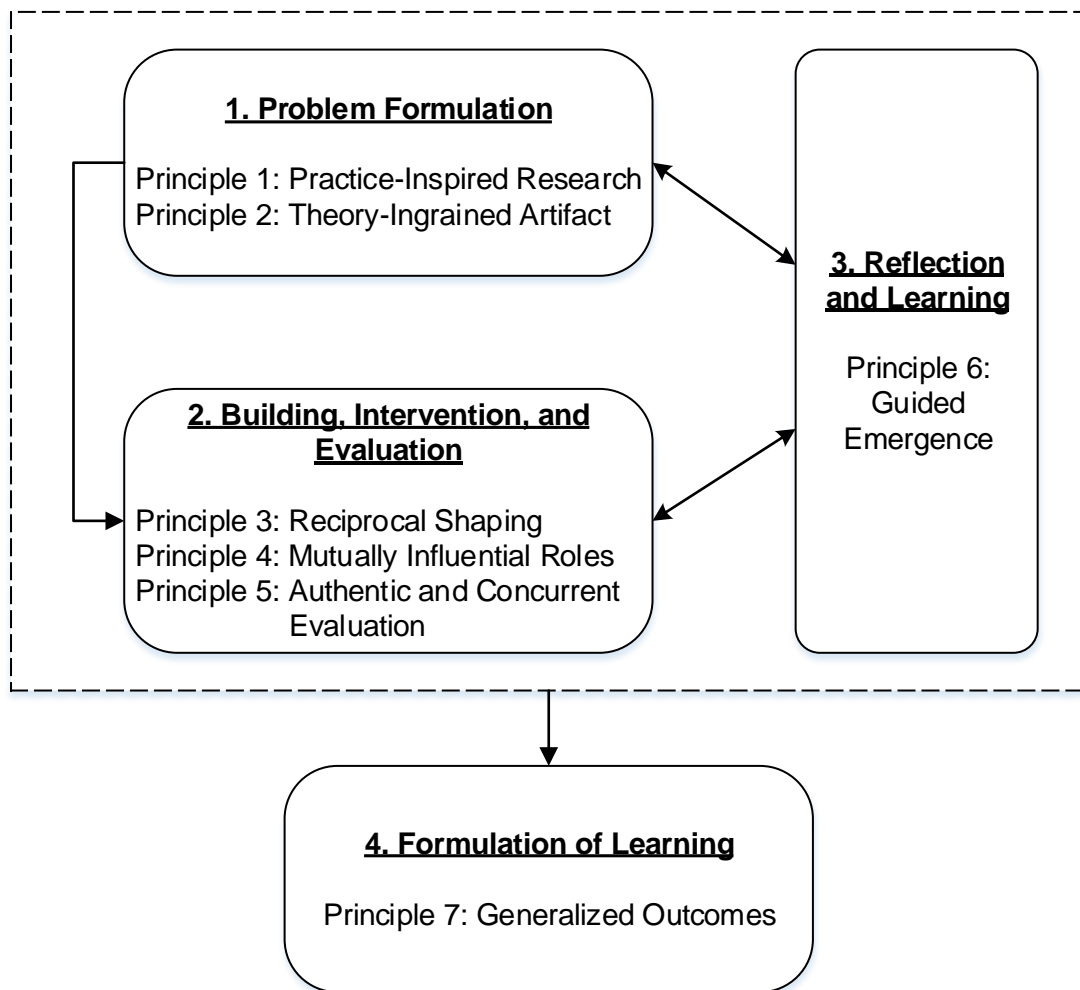 1. Problem Formulation
Principle 1: Practice-Inspired Research
Principle 2: Theory-Ingrained Artifact
2. Building, Intervention, and
Evaluation
Principle 3: Reciprocal Shaping
Principle 4: Mutually Influential Roles
Principle 5: Authentic and Concurrent
Evaluation
3. Reflection
and Learning
Principle 6:
Guided
Emergence
4. Formulation of Learning
Principle 7: Generalized Outcomes